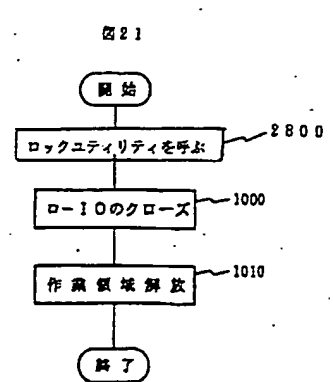 図21
開始
ロックユティリティを呼ぶ
2800
ローIOのクローズ
1000
作業領域解放
1010
終了